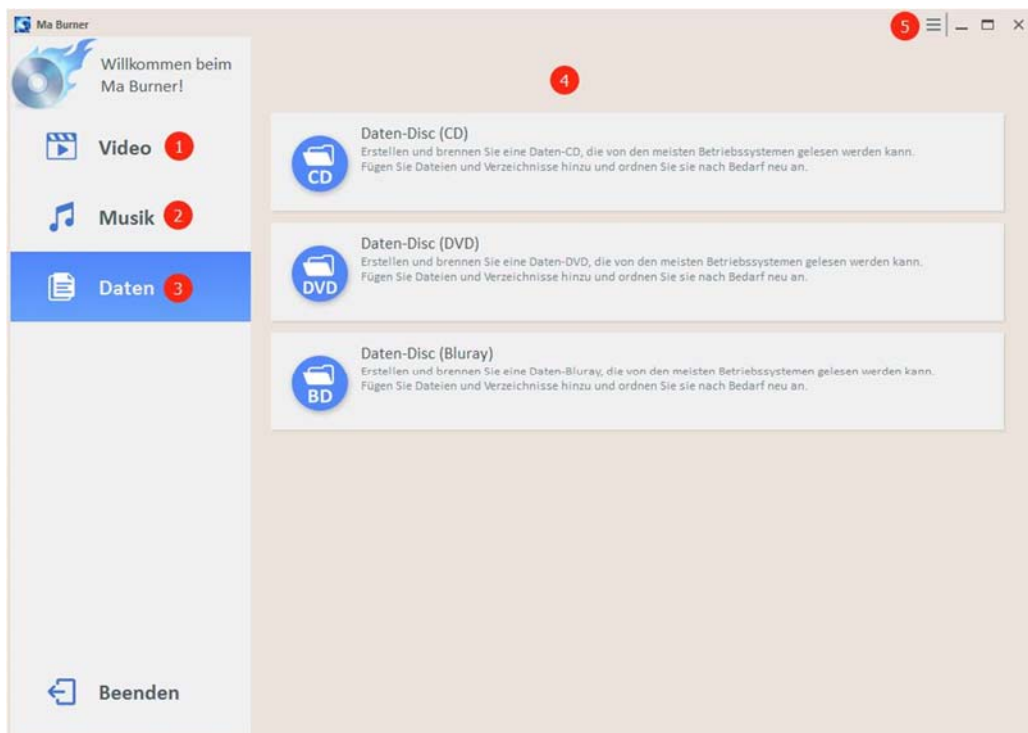 Ma Burner
5
Willkommen beim
Ma Burner!
4
Video 1
Musik 2
Daten 3
Beenden
CD
Daten-Disc (CD)
Erstellen und brennen Sie eine Daten-CD, die von den meisten Betriebssystemen gelesen werden kann.
Fügen Sie Dateien und Verzeichnisse hinzu und ordnen Sie sie nach Bedarf neu an.
DVD
Daten-Disc (DVD)
Erstellen und brennen Sie eine Daten-DVD, die von den meisten Betriebssystemen gelesen werden kann.
Fügen Sie Dateien und Verzeichnisse hinzu und ordnen Sie sie nach Bedarf neu an.
BD
Daten-Disc (Bluray)
Erstellen und brennen Sie eine Daten-Bluray, die von den meisten Betriebssystemen gelesen werden kann.
Fügen Sie Dateien und Verzeichnisse hinzu und ordnen Sie sie nach Bedarf neu an.